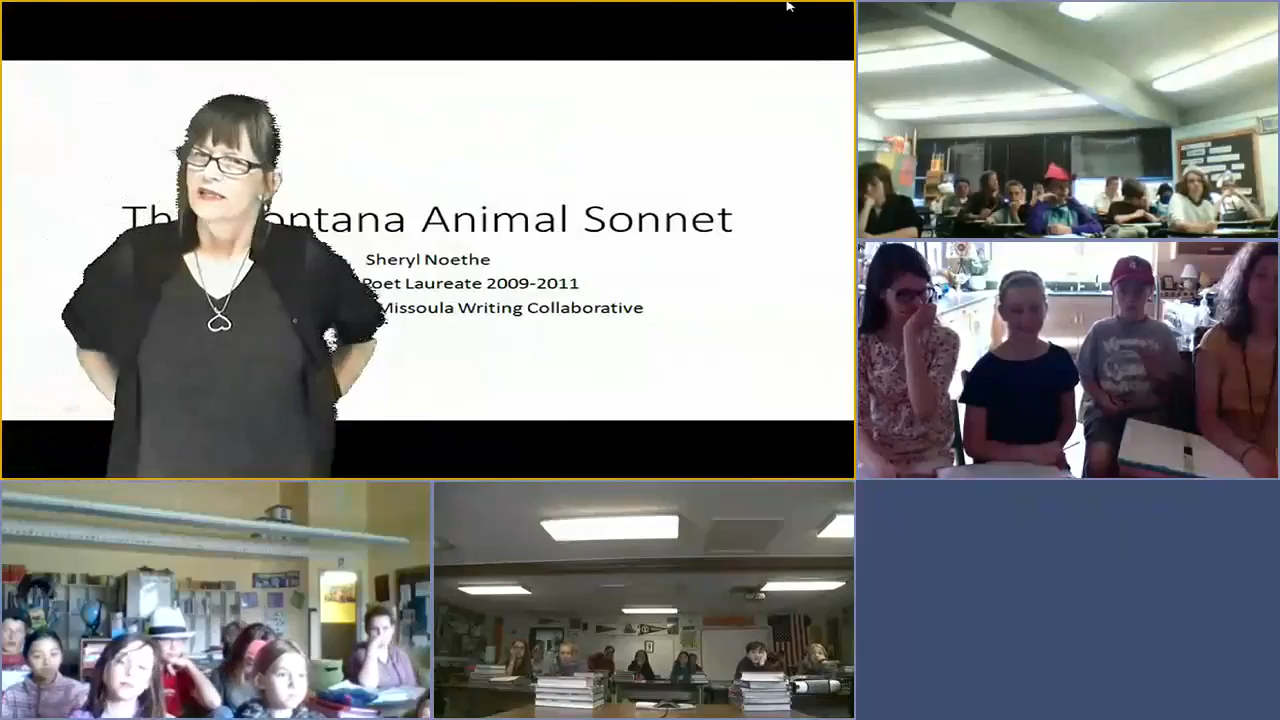 Th ontana Animal Sonnet
Sheryl Noethe
Poet Laureate 2009-2011
Missoula Writing Collaborative